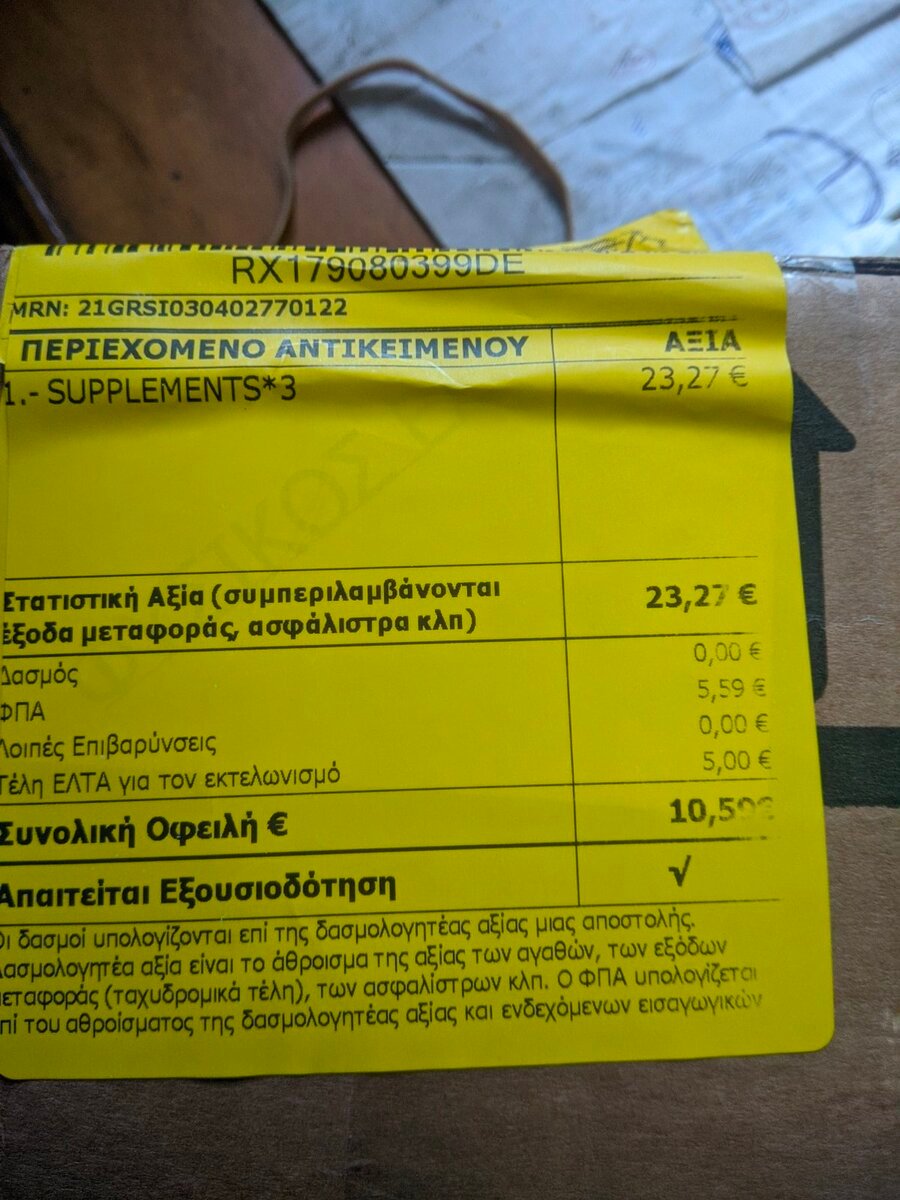 RX179080399DE
MRN: 21GRSI030402770122
ΠΕΡΙΕΧΟΜΕΝΟ ΑΝΤΙΚΕΙΜΕΝΟΥ ΑΞΙΑ
1.- SUPPLEMENTS*3 23,27 €
Στατιστική Αξία (συμπεριλαμβάνονται
έξοδα μεταφοράς, ασφάλιστρα κλπ) 23,27 €
Δασμός 0,00 €
ΦΠΑ 5,59 €
Λοιπές Επιβαρύνσεις 0,00 €
Τέλη ΕΛΤΑ για τον εκτελωνισμό 5,00 €
Συνολική Οφειλή € 10,59€
Απαιτείται Εξουσιοδότηση √
Οι δασμοί υπολογίζονται επί της δασμολογητέας αξίας μιας αποστολής.
Δασμολογητέα αξία είναι το άθροισμα της αξίας των αγαθών, των εξόδων
μεταφοράς (ταχυδρομικά τέλη), των ασφαλίστρων κλπ. Ο ΦΠΑ υπολογίζεται
επί του αθροίσματος της δασμολογητέας αξίας και ενδεχόμενων εισαγωγικών